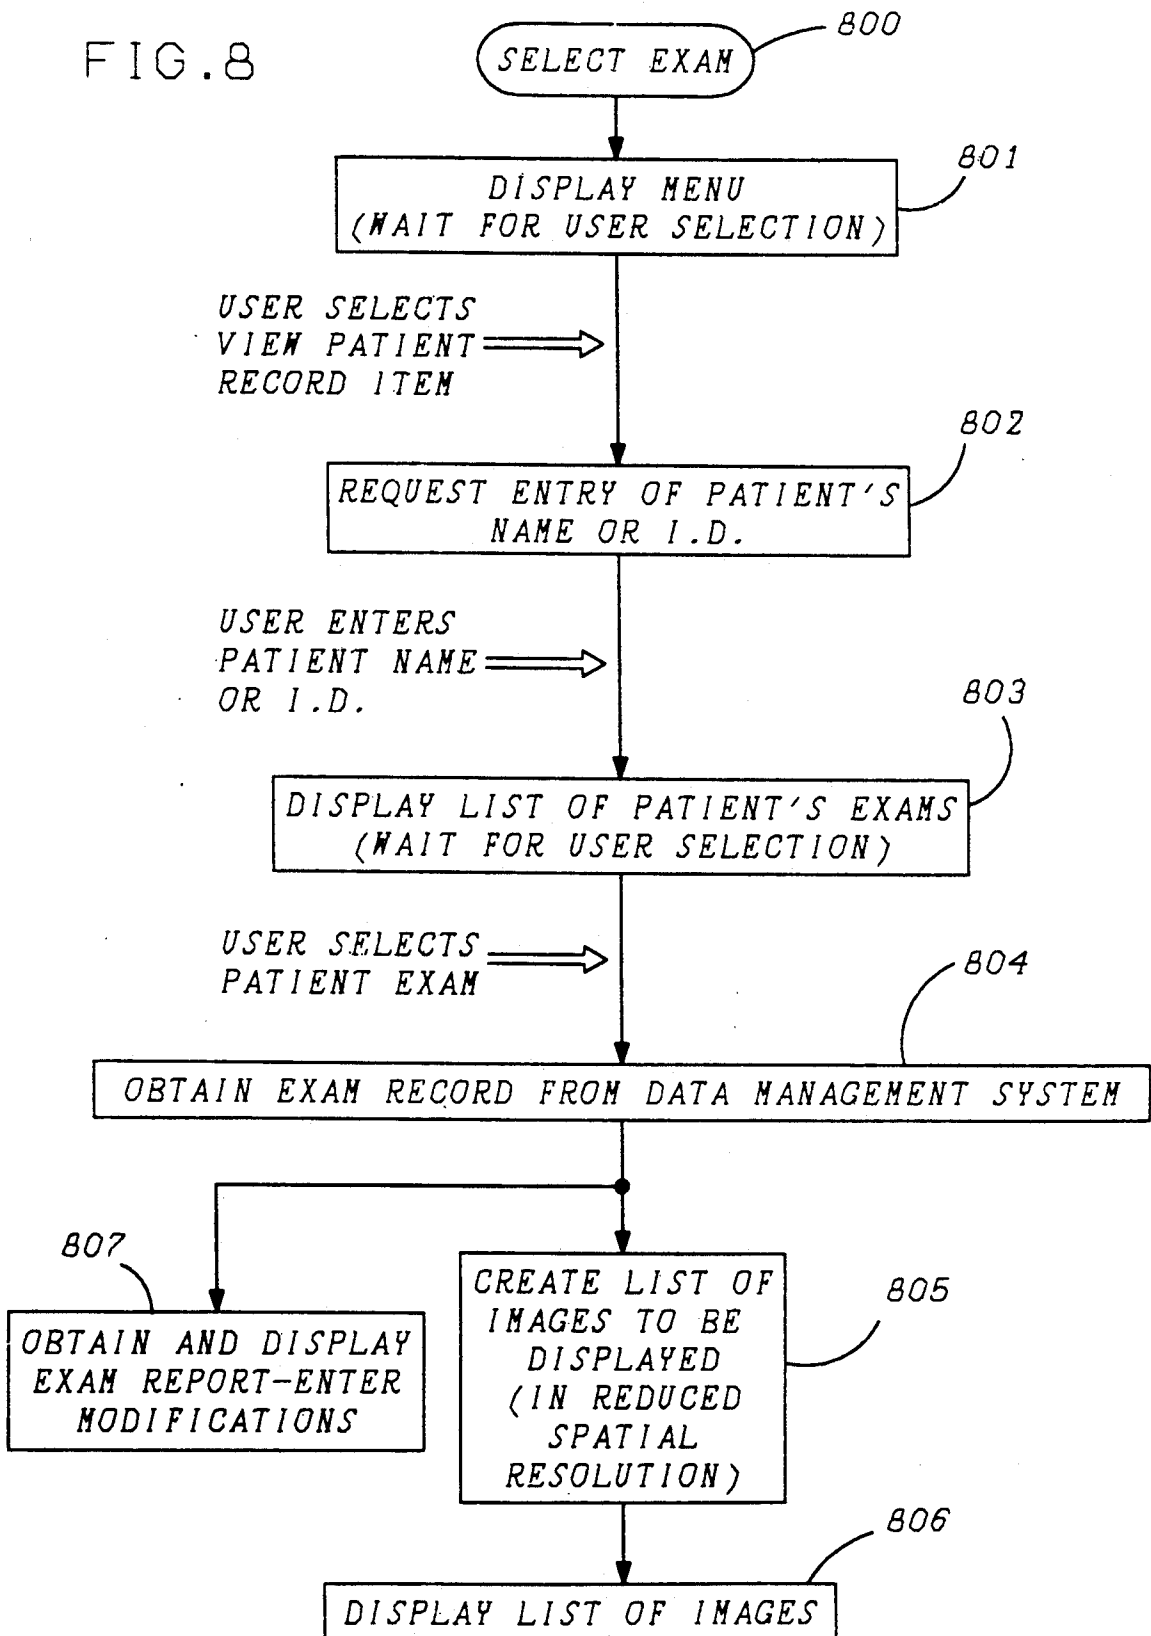 FIG.8
SELECT EXAM
800
DISPLAY MENU
(WAIT FOR USER SELECTION)
801
USER SELECTS
VIEW PATIENT
RECORD ITEM
802
REQUEST ENTRY OF PATIENT'S
NAME OR I.D.
USER ENTERS
PATIENT NAME
OR I.D.
803
DISPLAY LIST OF PATIENT'S EXAMS
(WAIT FOR USER SELECTION)
USER SELECTS
PATIENT EXAM
804
OBTAIN EXAM RECORD FROM DATA MANAGEMENT SYSTEM
807
OBTAIN AND DISPLAY
EXAM REPORT-ENTER
MODIFICATIONS
CREATE LIST OF
IMAGES TO BE
DISPLAYED
(IN REDUCED
SPATIAL
RESOLUTION)
805
806
DISPLAY LIST OF IMAGES